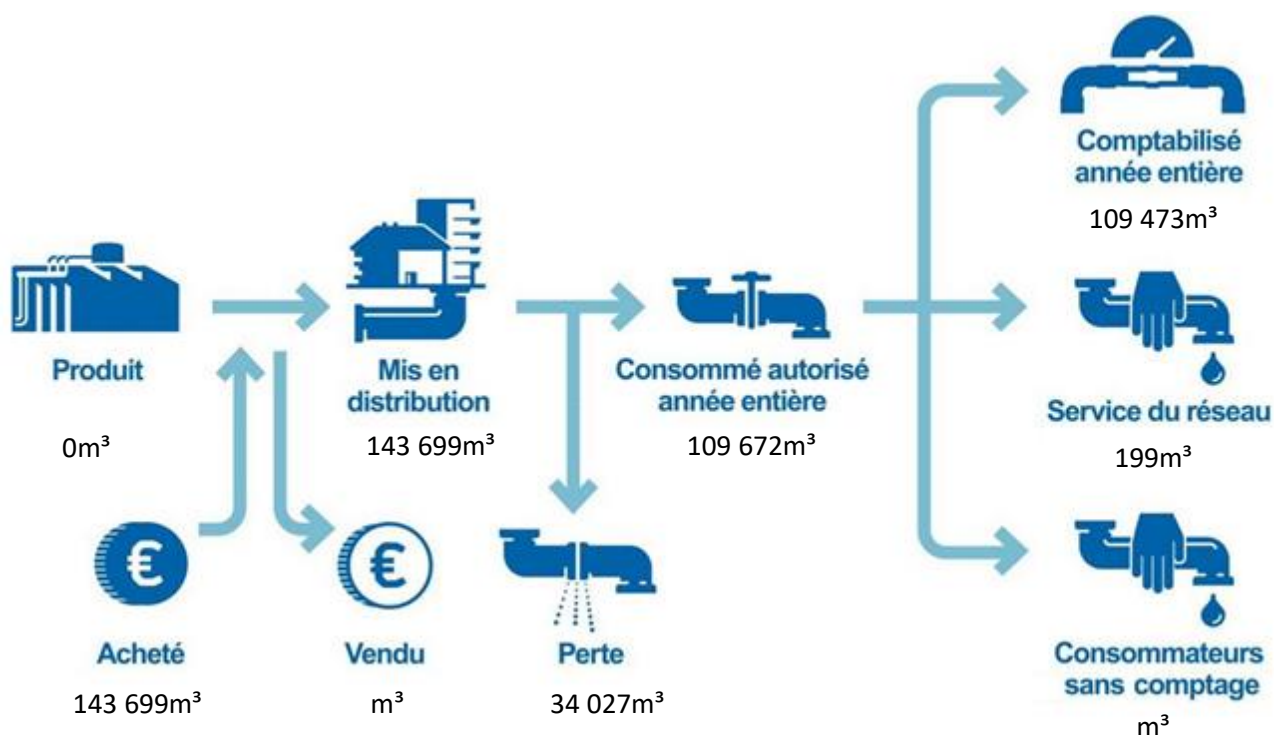 Comptabilisé
année entière
109 473m³
Produit
0m³
Mis en
distribution
143 699m³
Consommé autorisé
année entière
109 672m³
Service du réseau
199m³
€
Acheté
143 699m³
€
Vendu
m³
Perte
34 027m³
Consommateurs
sans comptage
m³